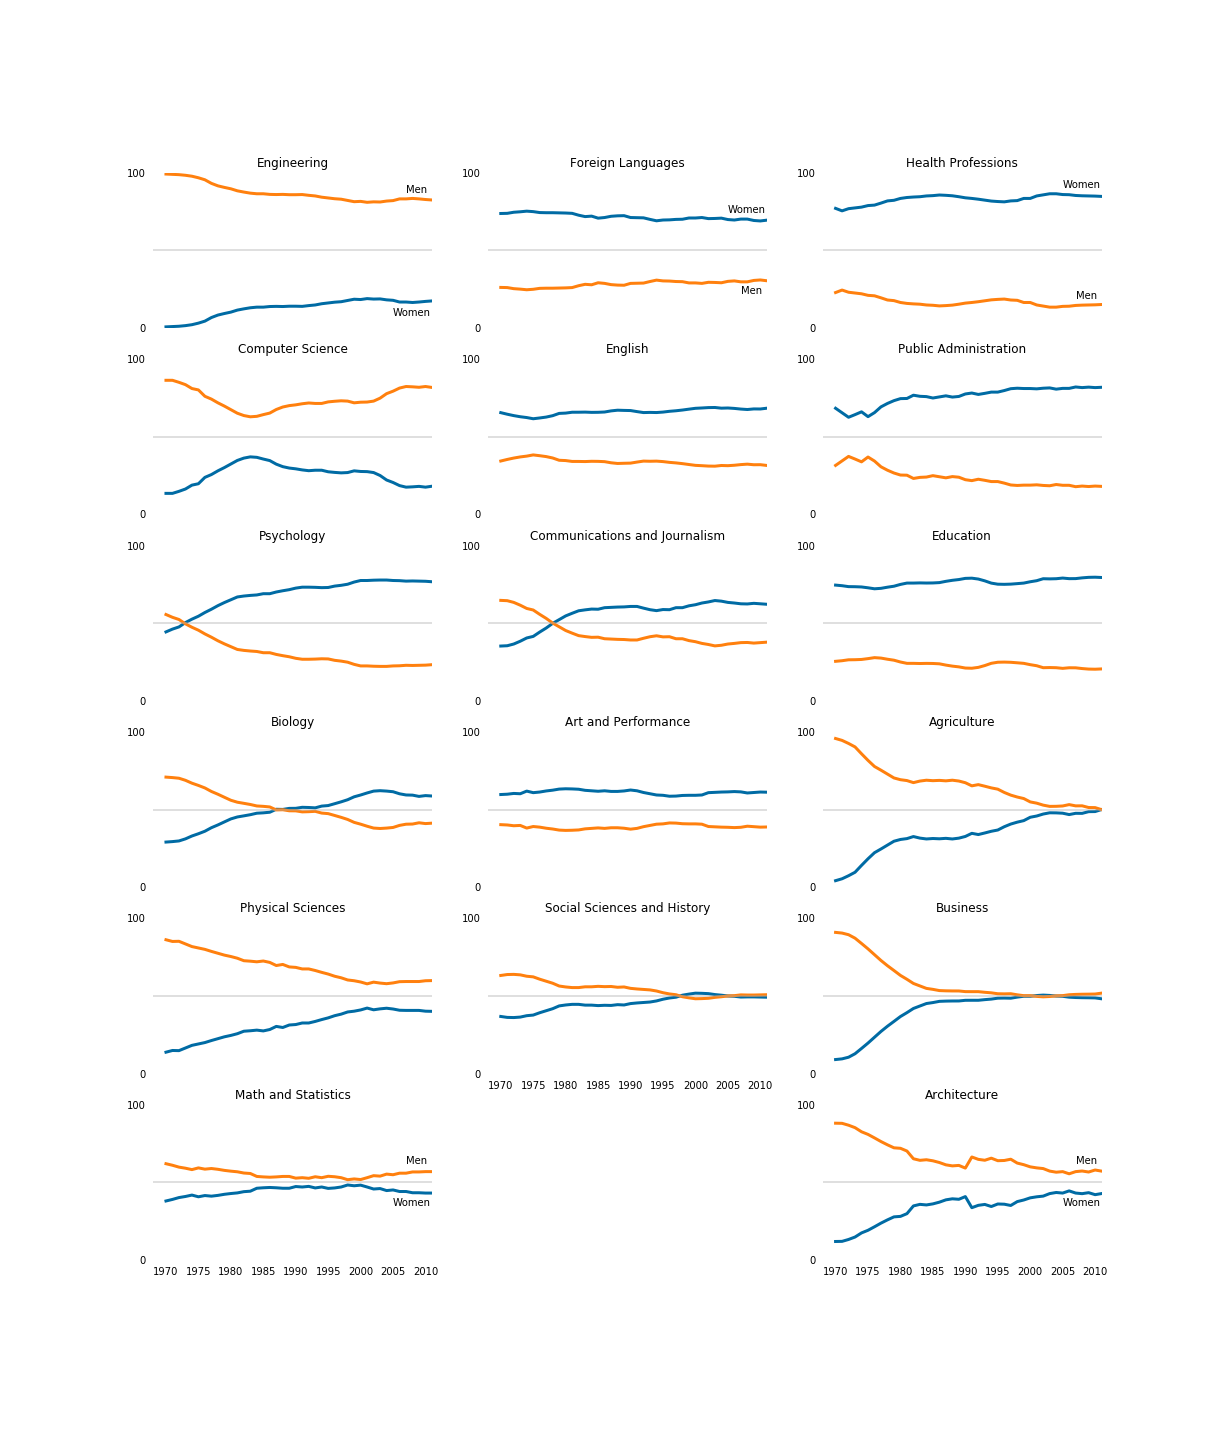 Engineering
100
Men
Women
0
Foreign Languages
100
Women
Men
0
Health Professions
100
Women
Men
0
Computer Science
100
0
English
100
0
Public Administration
100
0
Psychology
100
0
Communications and Journalism
100
0
Education
100
0
Biology
100
0
Art and Performance
100
0
Agriculture
100
0
Physical Sciences
100
0
Social Sciences and History
100
0
1970 1975 1980 1985 1990 1995 2000 2005 2010
Business
100
0
Math and Statistics
100
Men
Women
0
1970 1975 1980 1985 1990 1995 2000 2005 2010
Architecture
100
Men
Women
0
1970 1975 1980 1985 1990 1995 2000 2005 2010